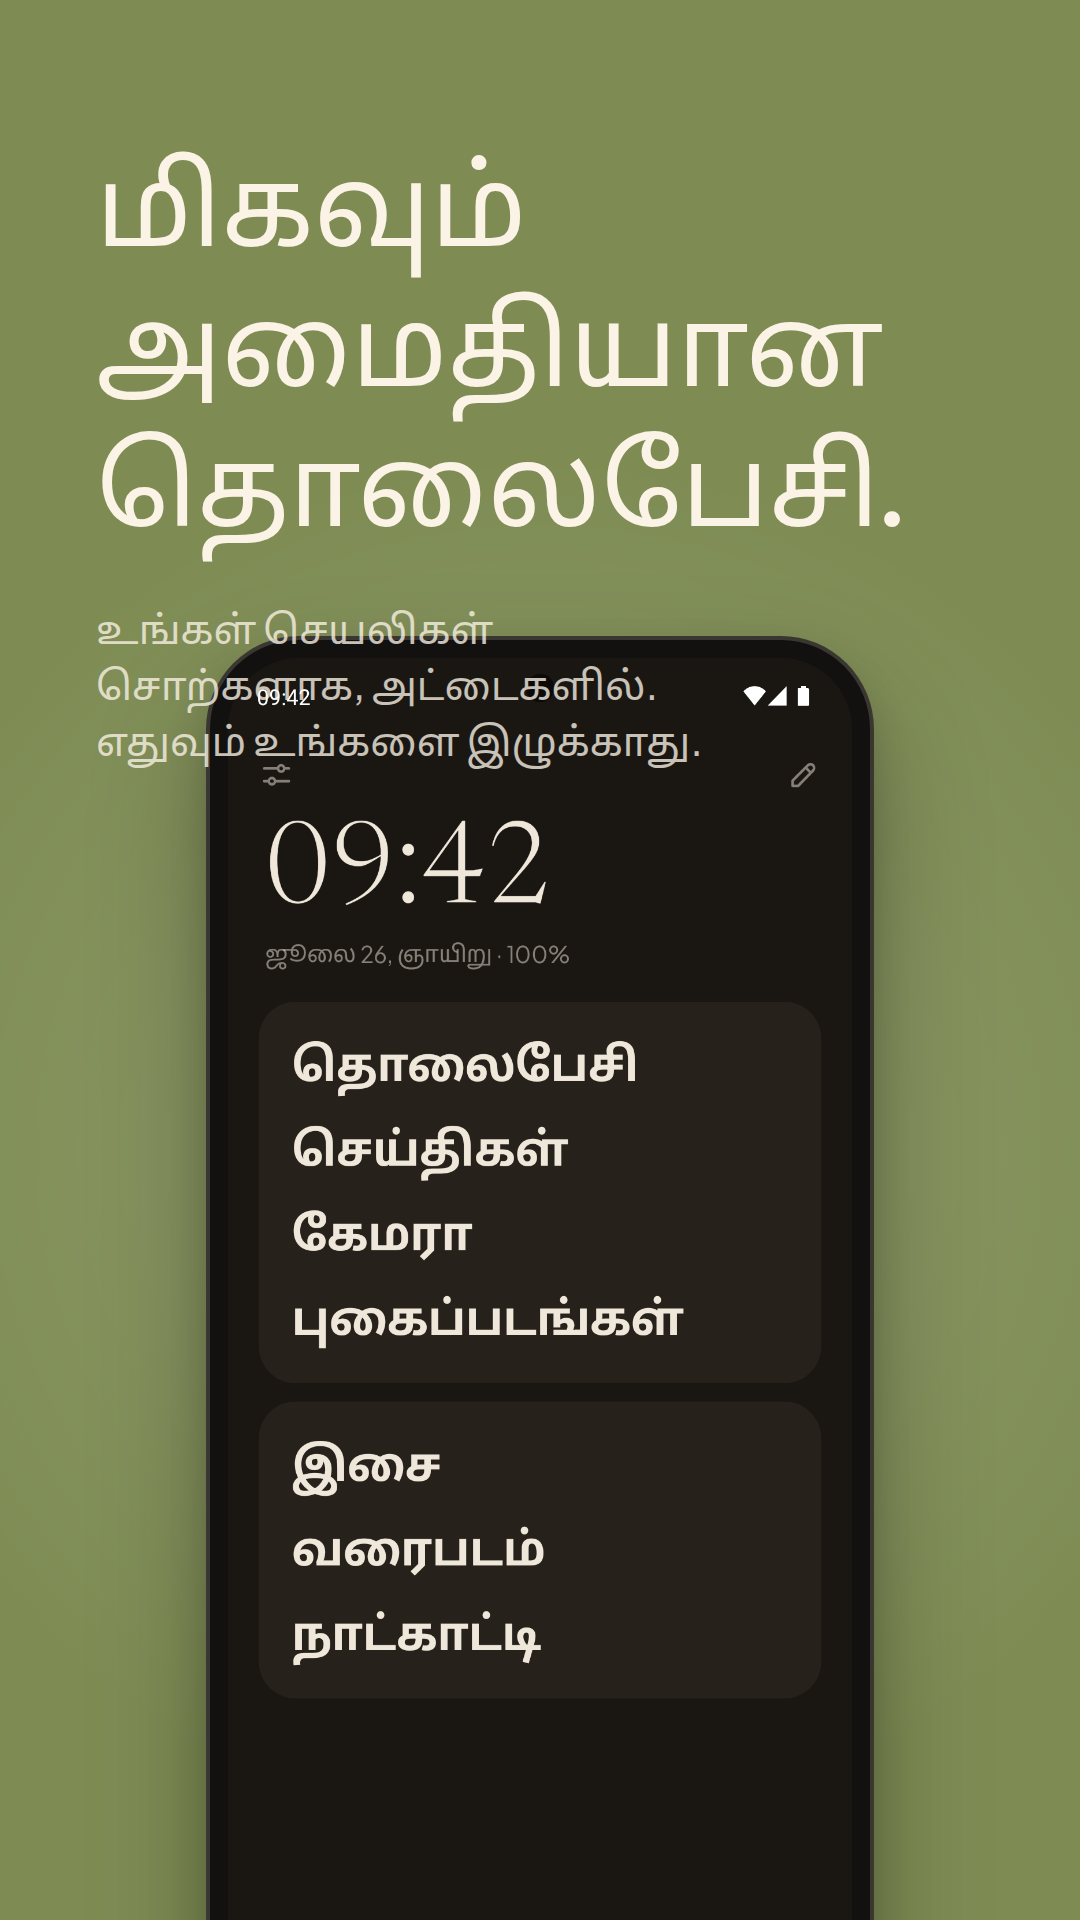 மிகவும்
அமைதியான
தொலைபேசி.
உங்கள் செயலிகள்
சொற்களாக, அட்டைகளில்.
எதுவும் உங்களை இழுக்காது.
09:42
09:42
ஜூலை 26, ஞாயிறு · 100%
தொலைபேசி
செய்திகள்
கேமரா
புகைப்படங்கள்
இசை
வரைபடம்
நாட்காட்டி